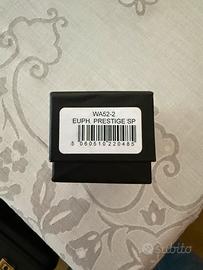 WA52-2
EUPH. PRESTIGE SP
5 060510 220485
subito